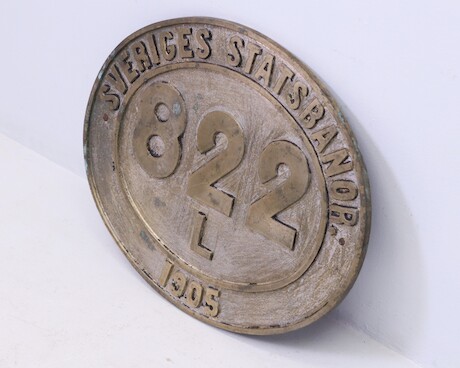 SVERIGES STATSBANOR.
822
L
1905